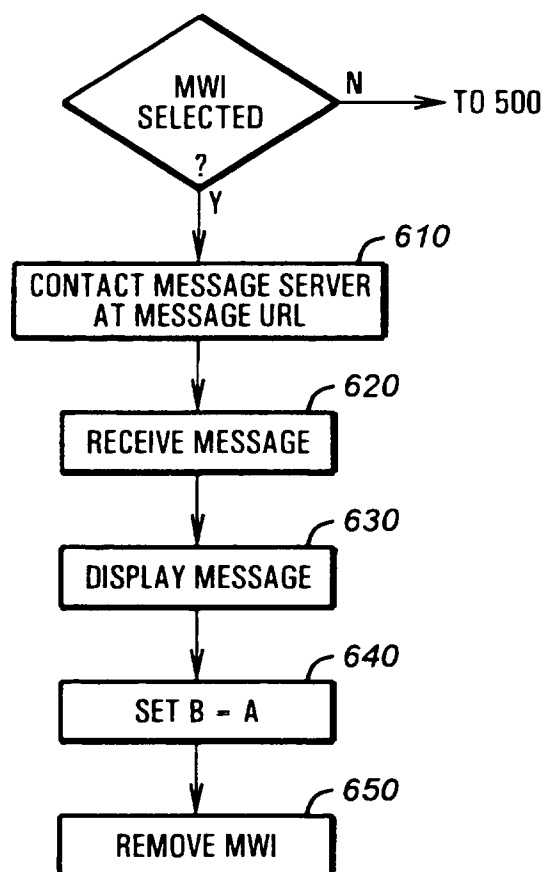 MWI
SELECTED
?
N
TO 500
Y
610
CONTACT MESSAGE SERVER
AT MESSAGE URL
620
RECEIVE MESSAGE
630
DISPLAY MESSAGE
640
SET B - A
650
REMOVE MWI